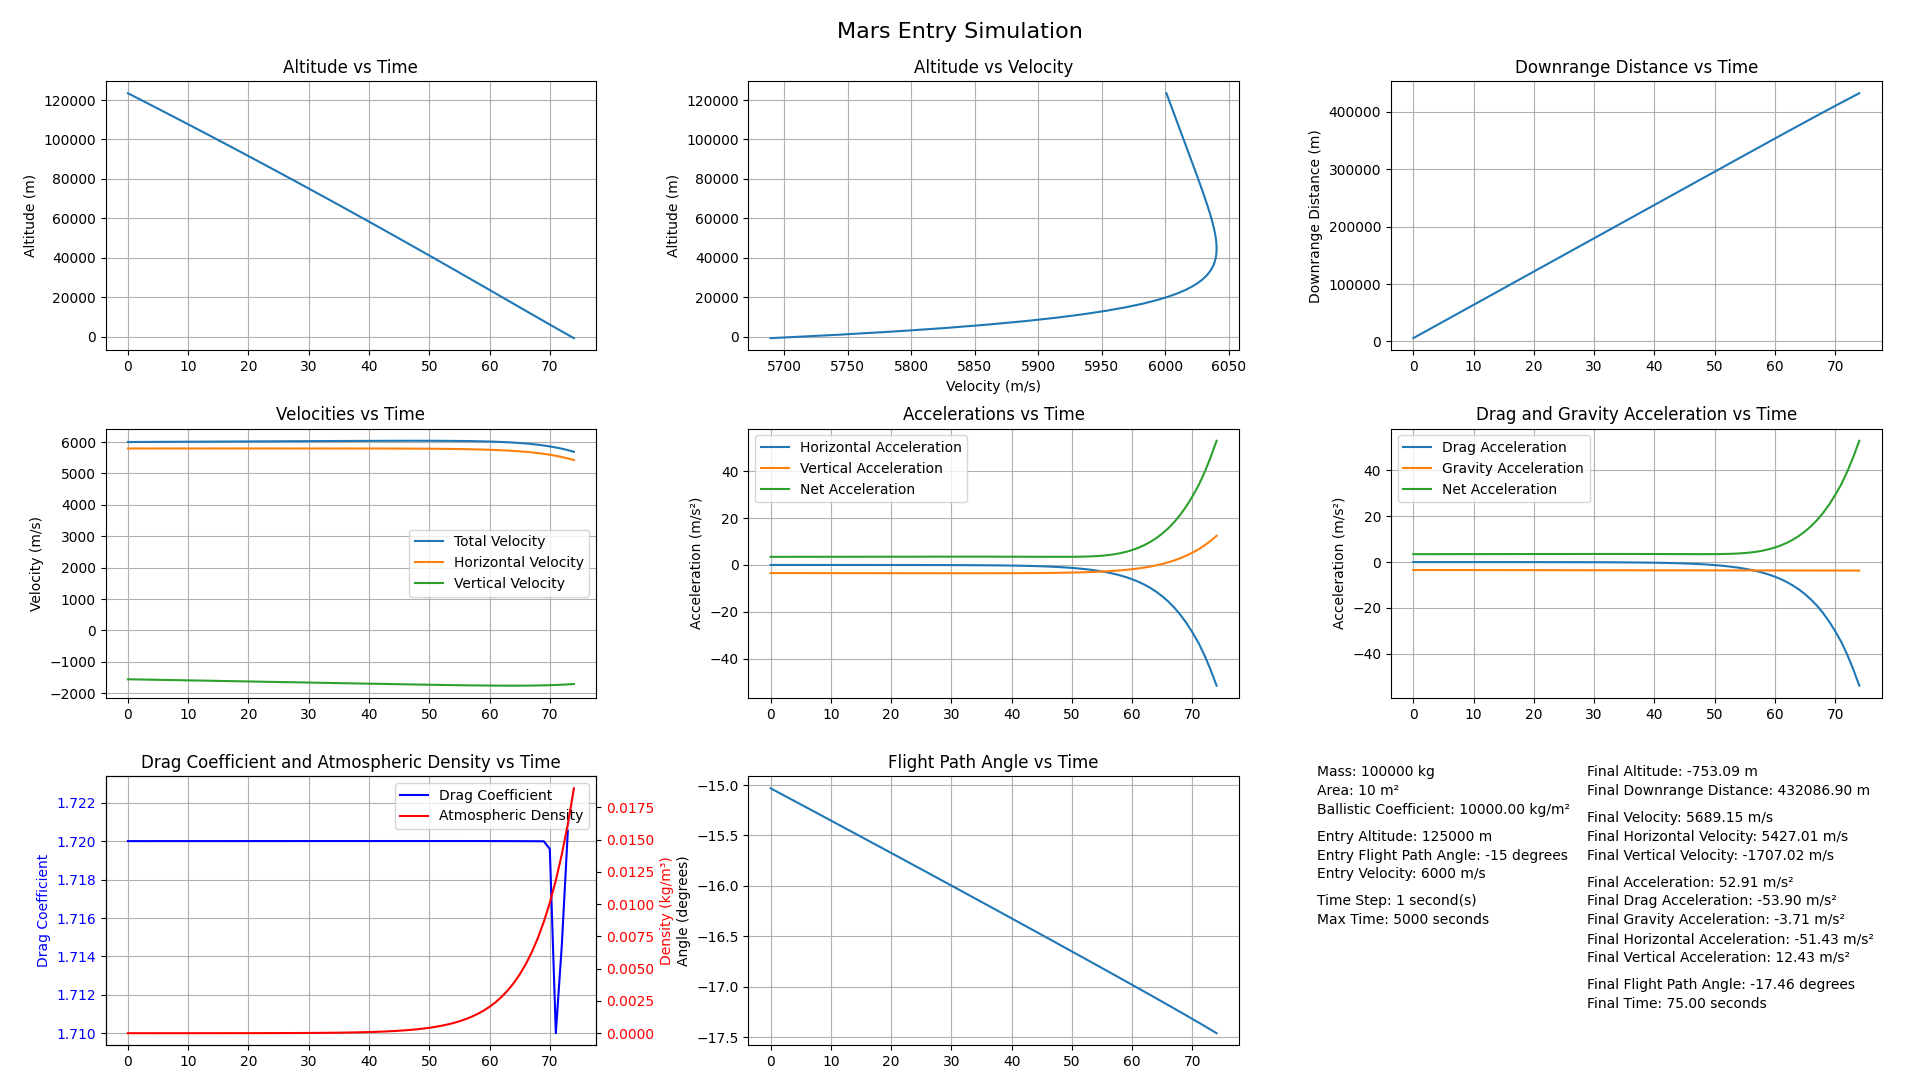 Mars Entry Simulation
Altitude vs Time
Altitude (m)
120000
100000
80000
60000
40000
20000
0
0 10 20 30 40 50 60 70
Altitude vs Velocity
Altitude (m)
120000
100000
80000
60000
40000
20000
0
5700 5750 5800 5850 5900 5950 6000 6050
Velocity (m/s)
Downrange Distance vs Time
Downrange Distance (m)
400000
300000
200000
100000
0
0 10 20 30 40 50 60 70
Velocities vs Time
Velocity (m/s)
6000
5000
4000
3000
2000
1000
0
−1000
−2000
Total Velocity
Horizontal Velocity
Vertical Velocity
0 10 20 30 40 50 60 70
Accelerations vs Time
Acceleration (m/s²)
40
20
0
−20
−40
Horizontal Acceleration
Vertical Acceleration
Net Acceleration
0 10 20 30 40 50 60 70
Drag and Gravity Acceleration vs Time
Acceleration (m/s²)
40
20
0
−20
−40
Drag Acceleration
Gravity Acceleration
Net Acceleration
0 10 20 30 40 50 60 70
Drag Coefficient and Atmospheric Density vs Time
Drag Coefficient
1.722
1.720
1.718
1.716
1.714
1.712
1.710
Drag Coefficient
Atmospheric Density
0.0175
0.0150
0.0125
0.0100
0.0075
0.0050
0.0025
0.0000
Density (kg/m³)
0 10 20 30 40 50 60 70
Flight Path Angle vs Time
Angle (degrees)
−15.0
−15.5
−16.0
−16.5
−17.0
−17.5
0 10 20 30 40 50 60 70
Mass: 100000 kg
Area: 10 m²
Ballistic Coefficient: 10000.00 kg/m²
Entry Altitude: 125000 m
Entry Flight Path Angle: -15 degrees
Entry Velocity: 6000 m/s
Time Step: 1 second(s)
Max Time: 5000 seconds
Final Altitude: -753.09 m
Final Downrange Distance: 432086.90 m
Final Velocity: 5689.15 m/s
Final Horizontal Velocity: 5427.01 m/s
Final Vertical Velocity: -1707.02 m/s
Final Acceleration: 52.91 m/s²
Final Drag Acceleration: -53.90 m/s²
Final Gravity Acceleration: -3.71 m/s²
Final Horizontal Acceleration: -51.43 m/s²
Final Vertical Acceleration: 12.43 m/s²
Final Flight Path Angle: -17.46 degrees
Final Time: 75.00 seconds